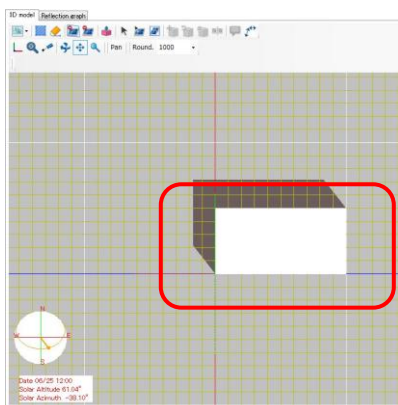 3D model Reflection graph
Pan Round. 1000
N
W E
Date 06/25 12:00
Solar Altitude 61.04°
Solar Azimuth -38.10°